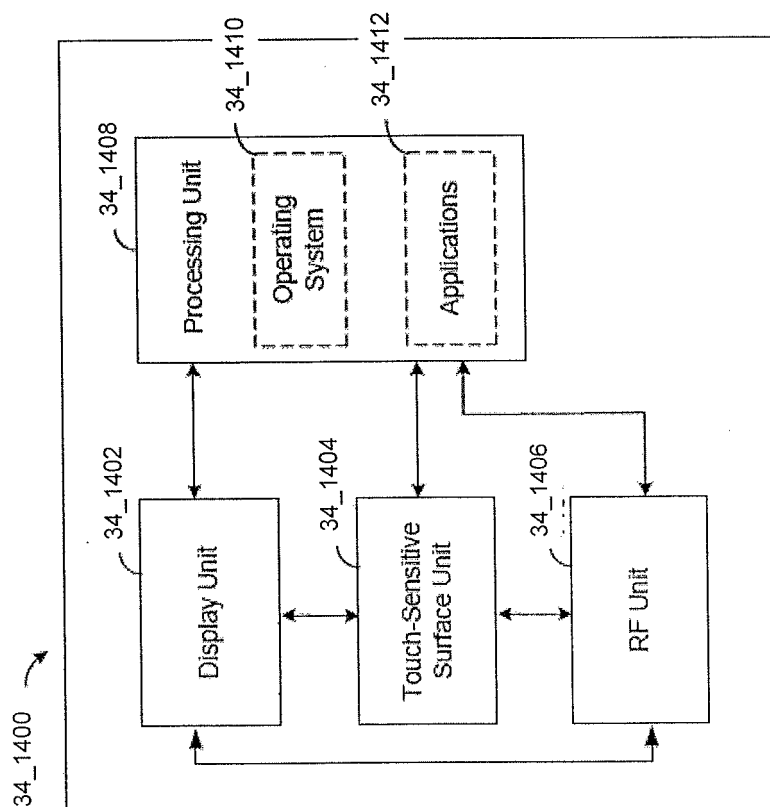 34_1400
34_1402
Display Unit
34_1404
Touch-Sensitive
Surface Unit
34_1406
RF Unit
34_1408
Processing Unit
34_1410
Operating
System
34_1412
Applications